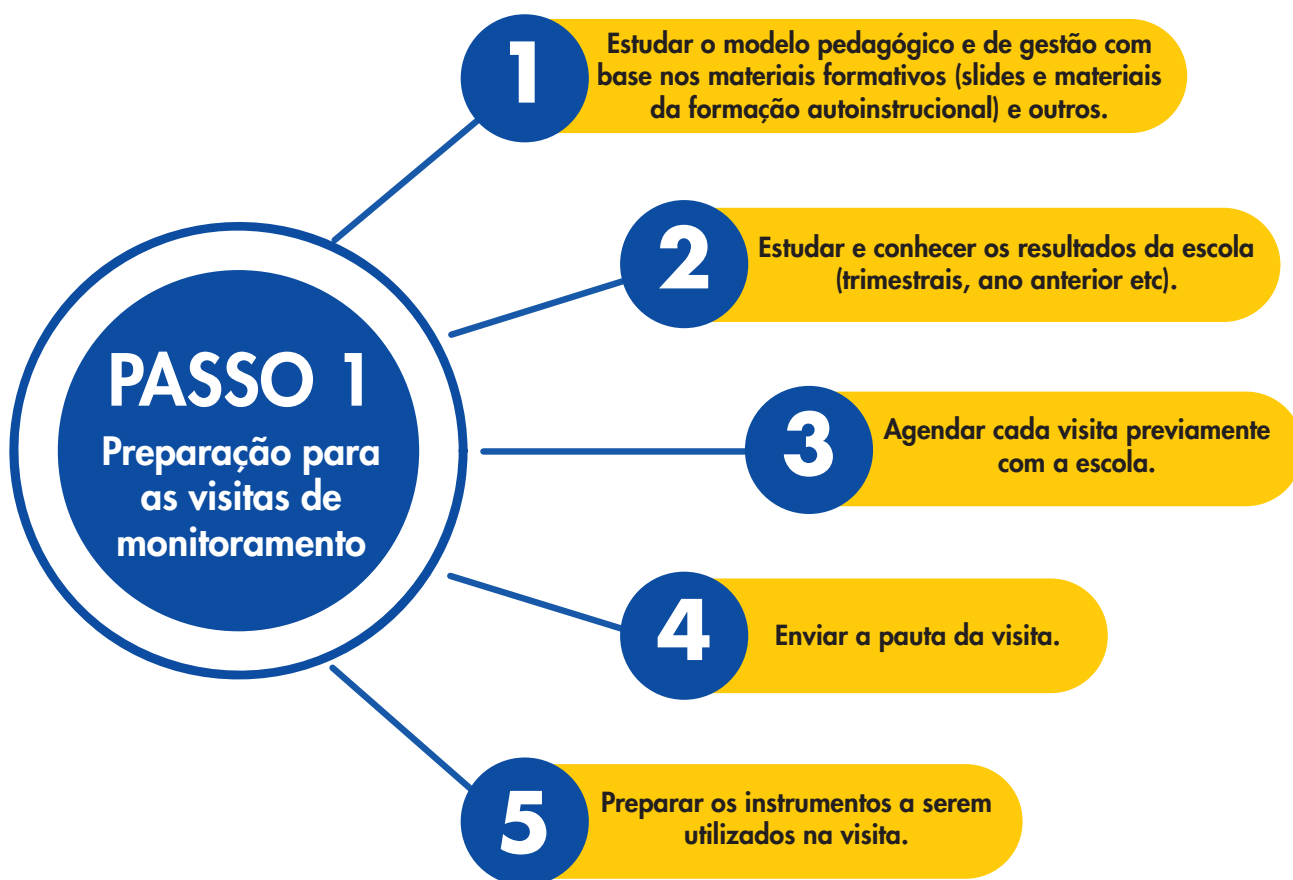 PASSO 1
Preparação para
as visitas de
monitoramento
1
Estudar o modelo pedagógico e de gestão com
base nos materiais formativos (slides e materiais
da formação autoinstrucional) e outros.
2
Estudar e conhecer os resultados da escola
(trimestrais, ano anterior etc).
3
Agendar cada visita previamente
com a escola.
4
Enviar a pauta da visita.
5
Preparar os instrumentos a serem
utilizados na visita.